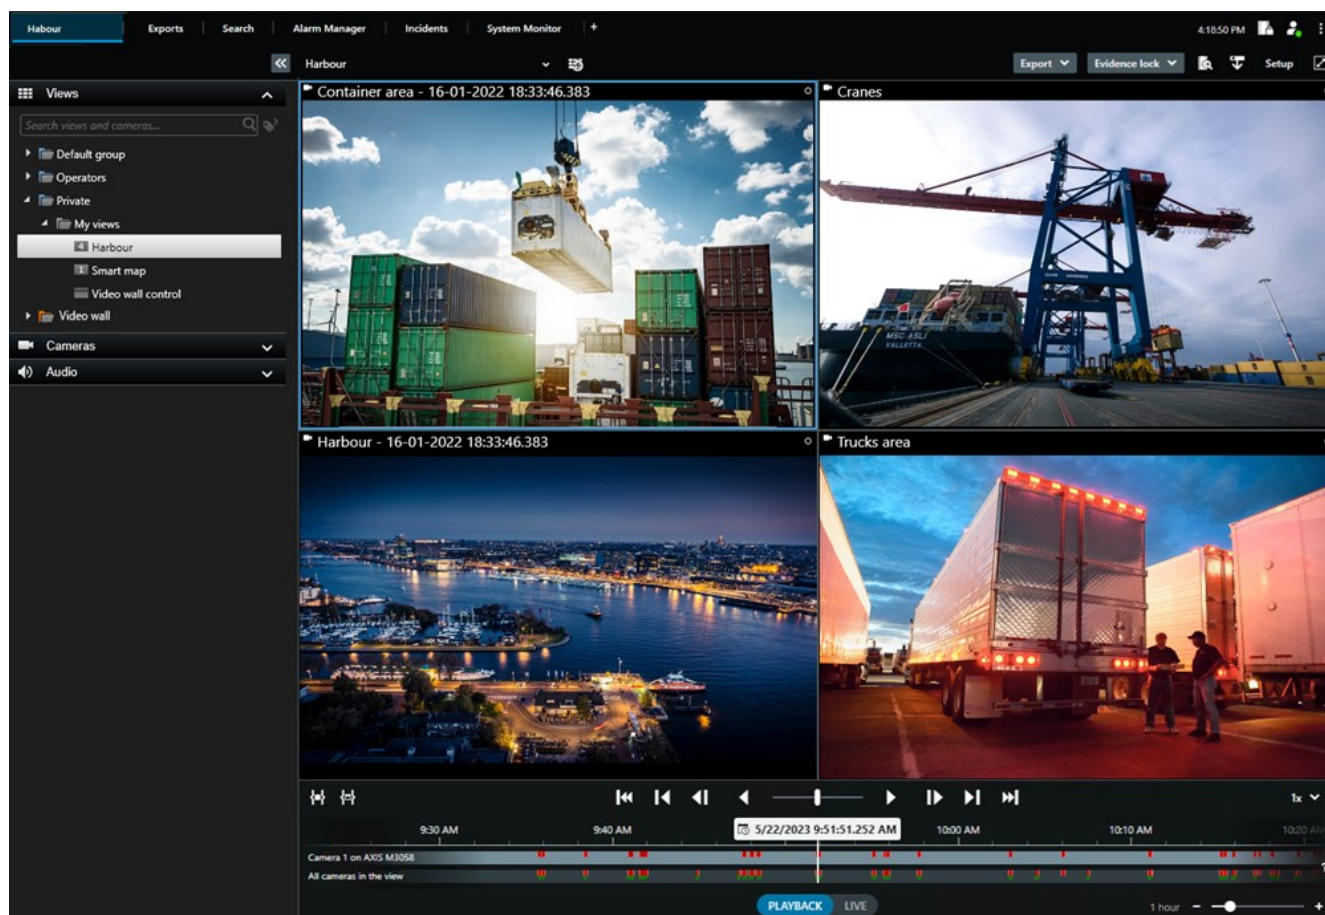 Habour Exports Search Alarm Manager Incidents System Monitor + 4:18:50 PM
Harbour Export Evidence lock Setup
Views
Search views and cameras...
Default group
Operators
Private
My views
4 Harbour
1 Smart map
Video wall control
Video wall
Cameras
Audio
Container area - 16-01-2022 18:33:46.383
Cranes
MSC ASLI
VALLETTA
Harbour - 16-01-2022 18:33:46.383
Trucks area
1x
9:30 AM 9:40 AM 5/22/2023 9:51:51.252 AM 10:00 AM 10:10 AM 10:20 AM
Camera 1 on AXIS M3058
All cameras in the view
PLAYBACK LIVE
1 hour - +